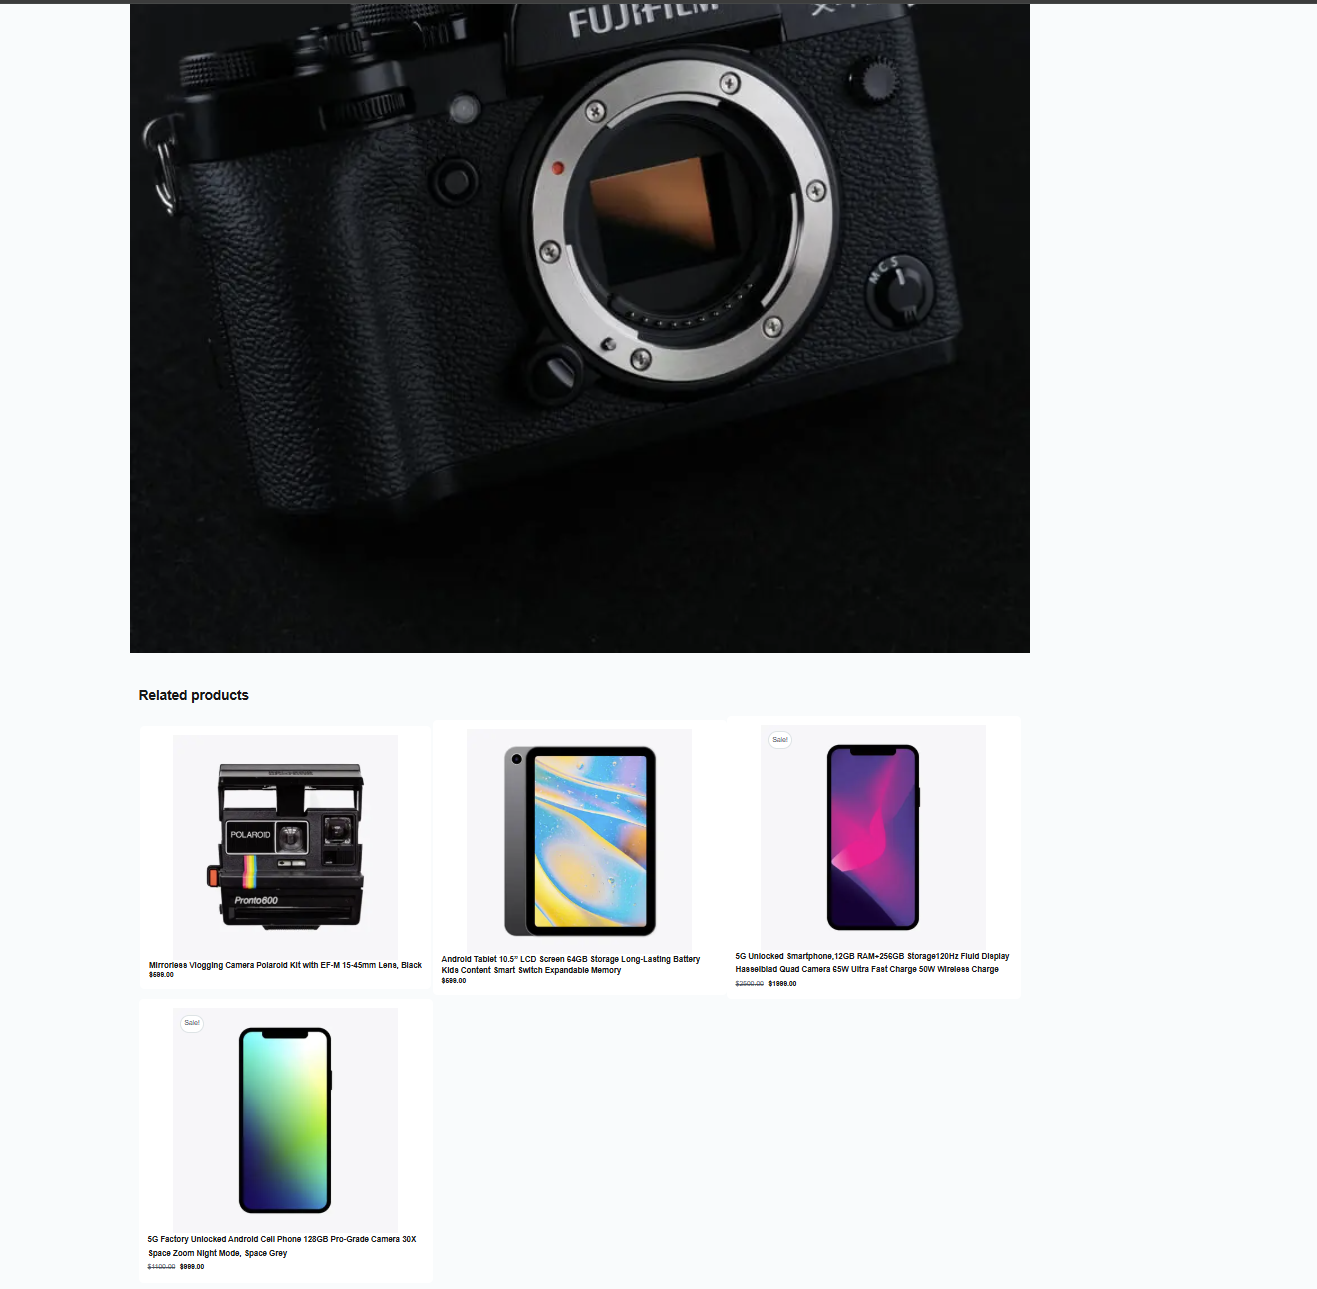 FUJIFILM
M C S
Related products
POLAROID
Pronto600
Mirrorless Vlogging Camera Polaroid Kit with EF-M 15-45mm Lens, Black
$599.00
Android Tablet 10.5" LCD Screen 64GB Storage Long-Lasting Battery
Kids Content Smart Switch Expandable Memory
$599.00
Sale!
5G Unlocked Smartphone,12GB RAM+256GB Storage120Hz Fluid Display
Hasselblad Quad Camera 65W Ultra Fast Charge 50W Wireless Charge
$2500.00 $1999.00
Sale!
5G Factory Unlocked Android Cell Phone 128GB Pro-Grade Camera 30X
Space Zoom Night Mode, Space Grey
$1100.00 $999.00